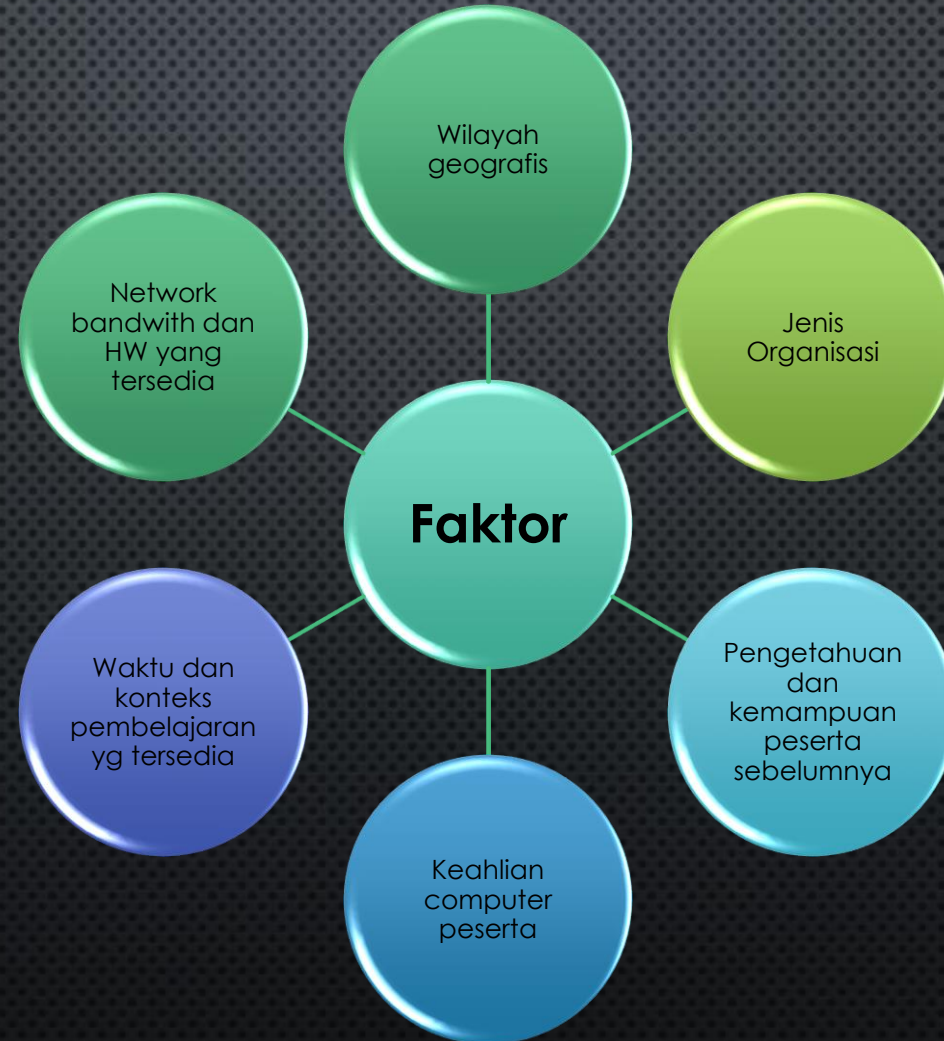 Wilayah
geografis
Jenis
Organisasi
Pengetahuan
dan
kemampuan
peserta
sebelumnya
Keahlian
computer
peserta
Waktu dan
konteks
pembelajaran
yg tersedia
Network
bandwith dan
HW yang
tersedia
Faktor